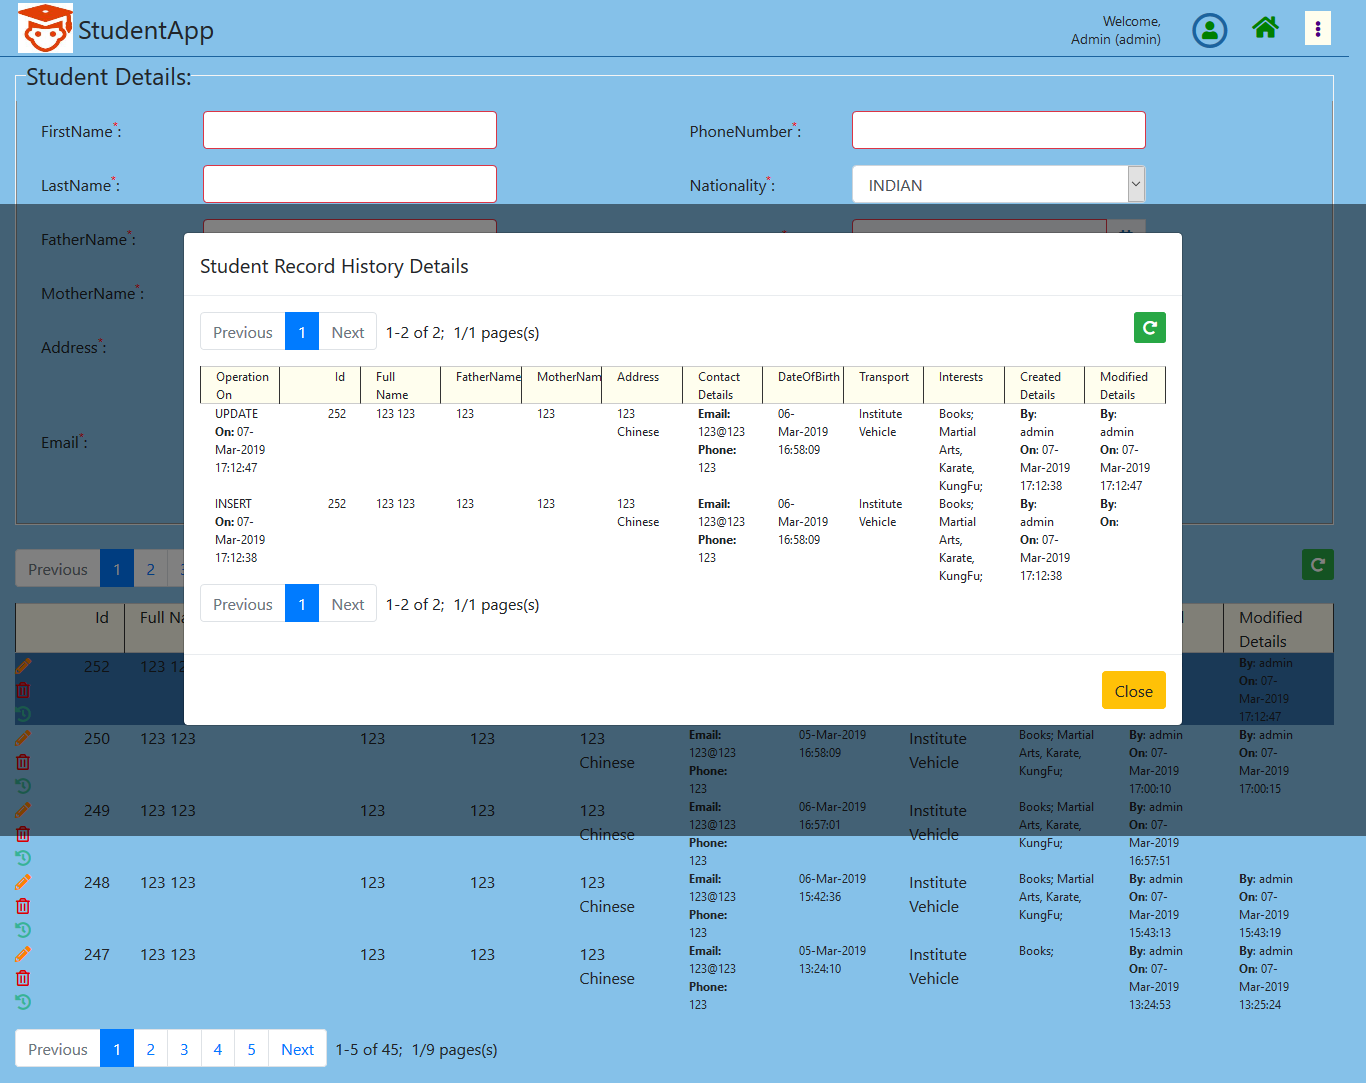 StudentApp
Welcome,
Admin (admin)
Student Details:
FirstName*:
PhoneNumber*:
LastName*:
Nationality*:
INDIAN
FatherName*:
MotherName*:
Address*:
Email*:
Student Record History Details
Previous 1 Next 1-2 of 2; 1/1 pages(s)
Operation On Id Full Name FatherName MotherNam Address Contact Details DateOfBirth Transport Interests Created Details Modified Details
UPDATE On: 07-Mar-2019 17:12:47 252 123 123 123 123 123 Chinese Email: 123@123 Phone: 123 06-Mar-2019 16:58:09 Institute Vehicle Books; Martial Arts, Karate, KungFu; By: admin On: 07-Mar-2019 17:12:38 By: admin On: 07-Mar-2019 17:12:47
INSERT On: 07-Mar-2019 17:12:38 252 123 123 123 123 123 Chinese Email: 123@123 Phone: 123 06-Mar-2019 16:58:09 Institute Vehicle Books; Martial Arts, Karate, KungFu; By: admin On: 07-Mar-2019 17:12:38 By: On:
Previous 1 Next 1-2 of 2; 1/1 pages(s)
Close
Previous 1 2
Id Full Na Modified Details
252 123 12 By: admin On: 07-Mar-2019 17:12:47
250 123 123 123 123 123 Chinese Email: 123@123 Phone: 123 05-Mar-2019 16:58:09 Institute Vehicle Books; Martial Arts, Karate, KungFu; By: admin On: 07-Mar-2019 17:00:10 By: admin On: 07-Mar-2019 17:00:15
249 123 123 123 123 123 Chinese Email: 123@123 Phone: 123 06-Mar-2019 16:57:01 Institute Vehicle Books; Martial Arts, Karate, KungFu; By: admin On: 07-Mar-2019 16:57:51
248 123 123 123 123 123 Chinese Email: 123@123 Phone: 123 06-Mar-2019 15:42:36 Institute Vehicle Books; Martial Arts, Karate, KungFu; By: admin On: 07-Mar-2019 15:43:13 By: admin On: 07-Mar-2019 15:43:19
247 123 123 123 123 123 Chinese Email: 123@123 Phone: 123 05-Mar-2019 13:24:10 Institute Vehicle Books; By: admin On: 07-Mar-2019 13:24:53 By: admin On: 07-Mar-2019 13:25:24
Previous 1 2 3 4 5 Next 1-5 of 45; 1/9 pages(s)